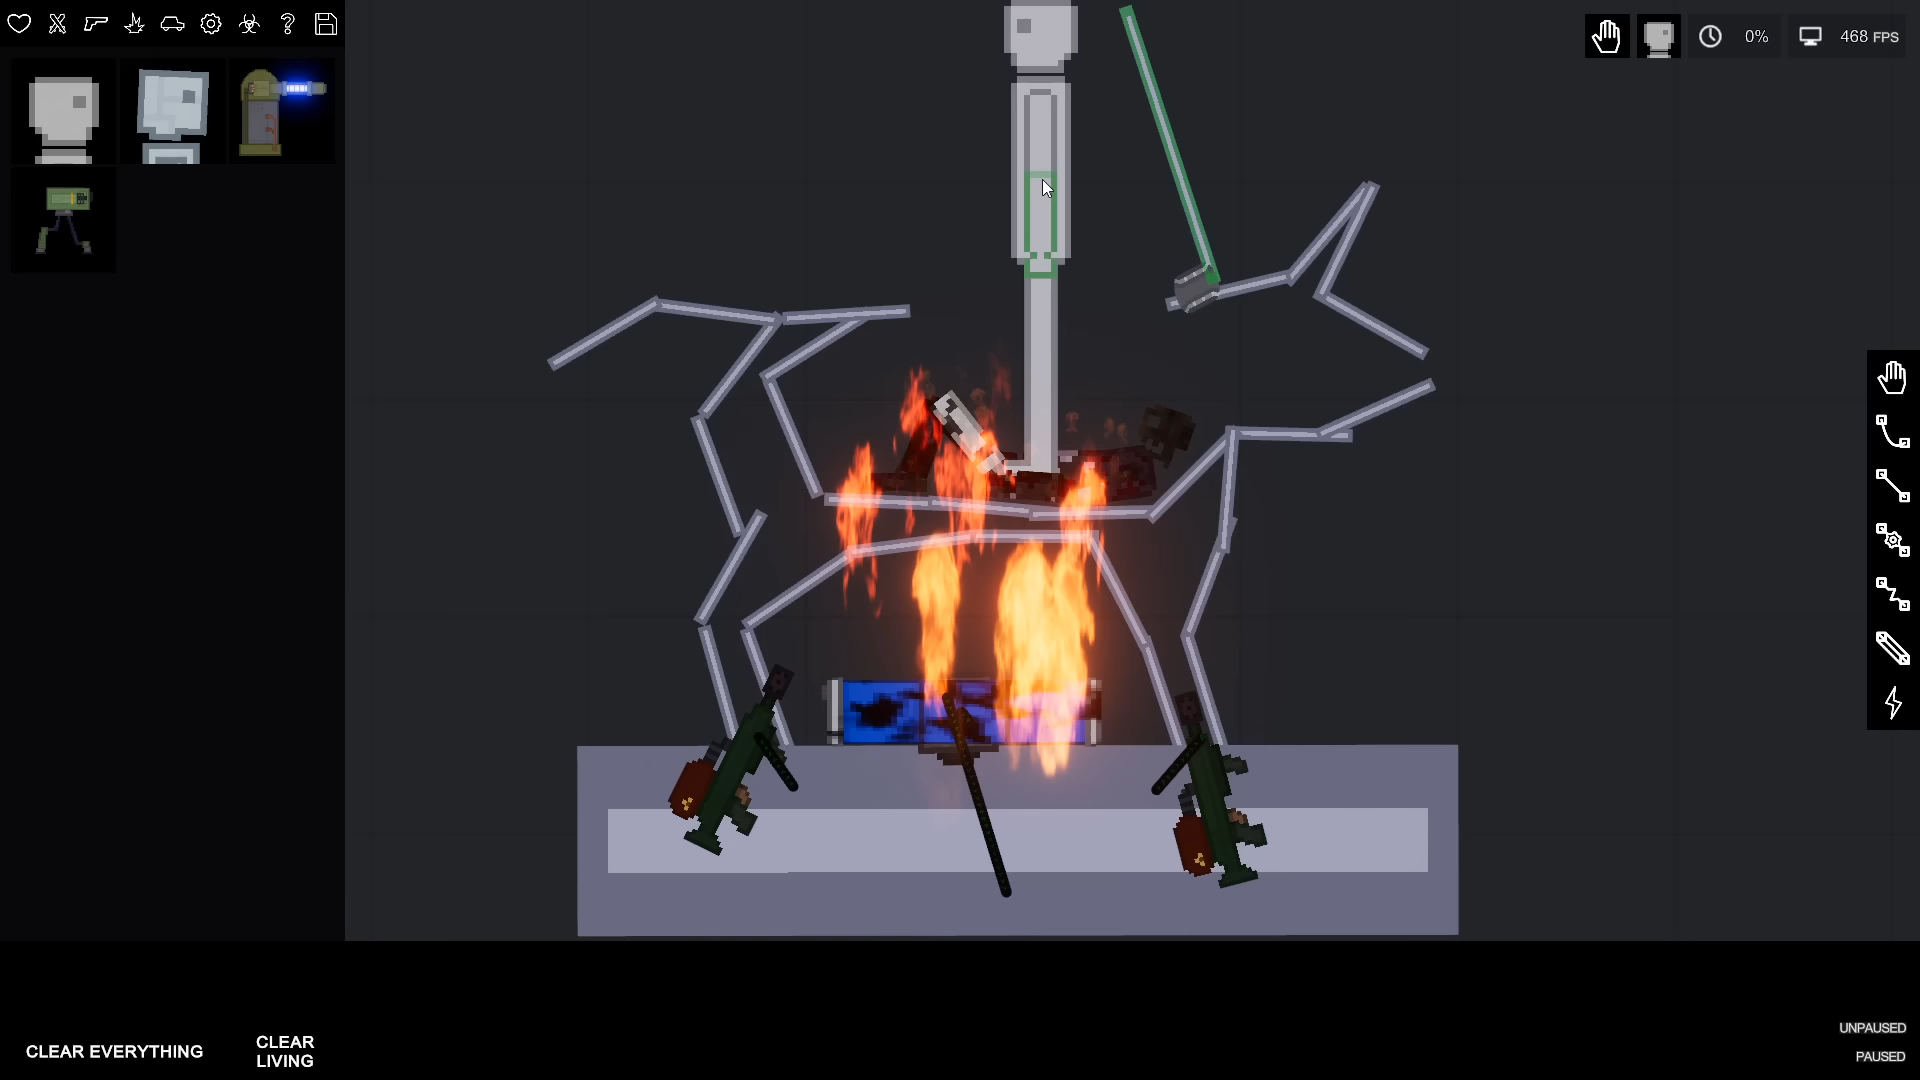 0%
468 FPS
CLEAR EVERYTHING
CLEAR
LIVING
UNPAUSED
PAUSED